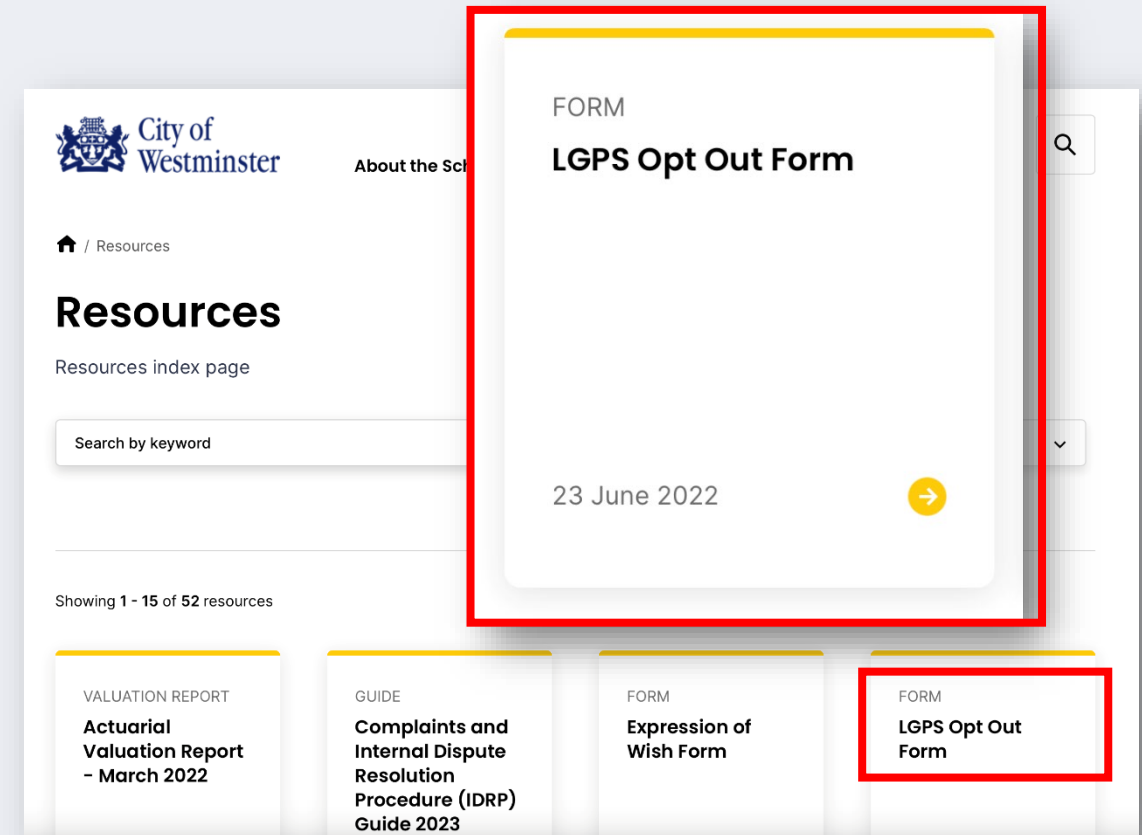 City of
Westminster
About the Sch
Resources
/ Resources
Resources index page
Search by keyword
Showing 1 - 15 of 52 resources
FORM
LGPS Opt Out Form
23 June 2022
VALUATION REPORT
Actuarial
Valuation Report
- March 2022
GUIDE
Complaints and
Internal Dispute
Resolution
Procedure (IDRP)
Guide 2023
FORM
Expression of
Wish Form
FORM
LGPS Opt Out
Form